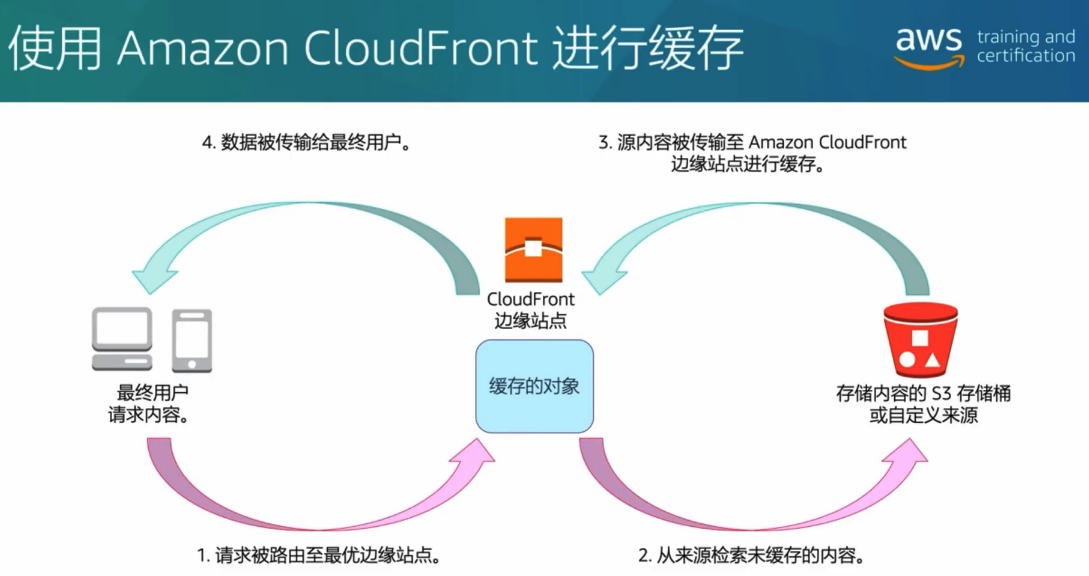 使用 Amazon CloudFront 进行缓存
aws training and
certification
4. 数据被传输给最终用户。
3. 源内容被传输至 Amazon CloudFront
边缘站点进行缓存。
CloudFront
边缘站点
缓存的对象
最终用户
请求内容。
存储内容的 S3 存储桶
或自定义来源
1. 请求被路由至最优边缘站点。
2. 从来源检索未缓存的内容。